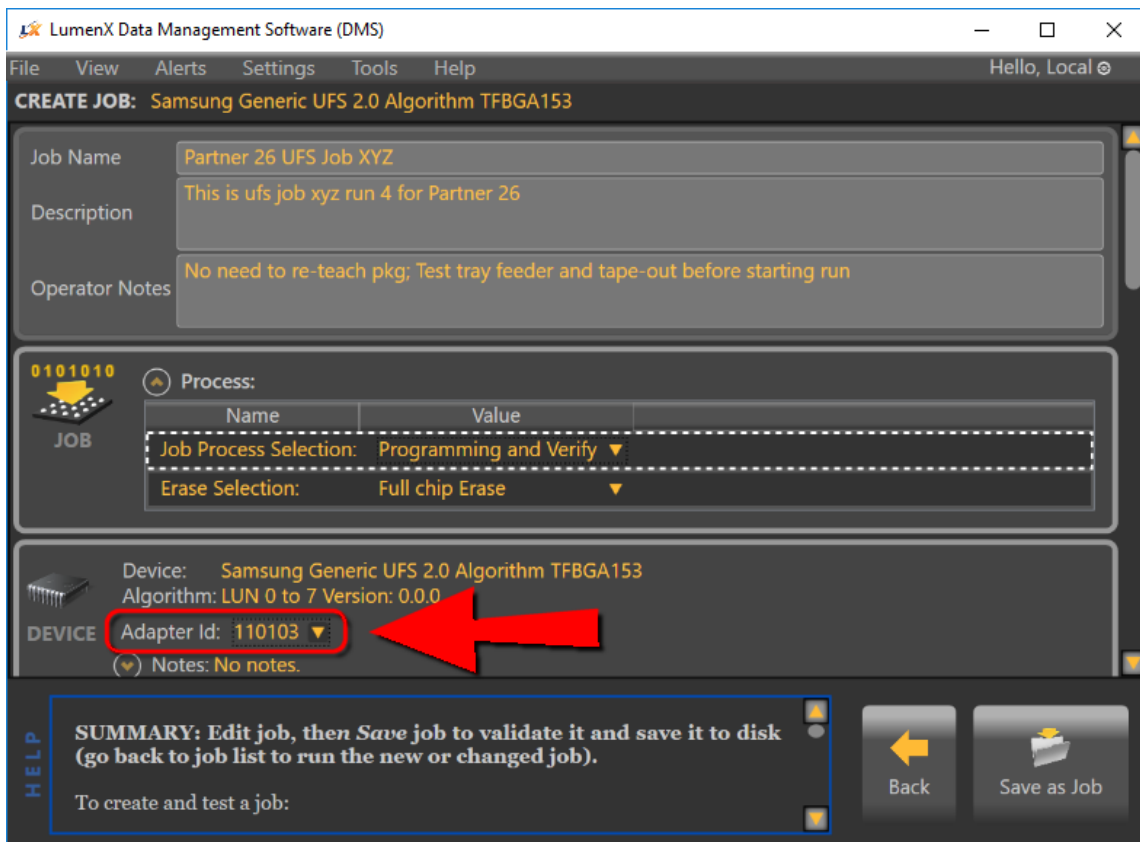 LumenX Data Management Software (DMS)
File View Alerts Settings Tools Help Hello, Local
CREATE JOB: Samsung Generic UFS 2.0 Algorithm TFBGA153
Job Name Partner 26 UFS Job XYZ
Description This is ufs job xyz run 4 for Partner 26
Operator Notes No need to re-teach pkg; Test tray feeder and tape-out before starting run
0101010
JOB
Process:
Name Value
Job Process Selection: Programming and Verify
Erase Selection: Full chip Erase
DEVICE
Device: Samsung Generic UFS 2.0 Algorithm TFBGA153
Algorithm: LUN 0 to 7 Version: 0.0.0
Adapter Id: 110103
Notes: No notes.
HELP
SUMMARY: Edit job, then Save job to validate it and save it to disk
(go back to job list to run the new or changed job).
To create and test a job:
Back
Save as Job